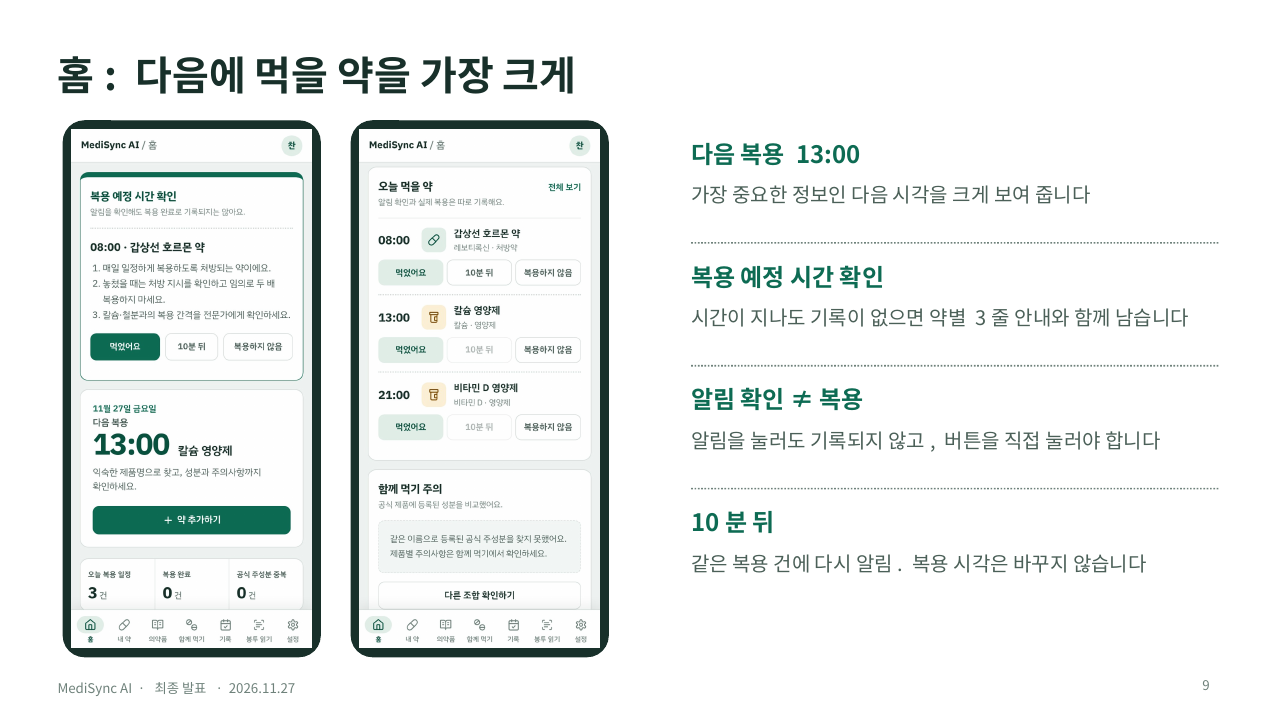 홈 : 다음에 먹을 약을 가장 크게
MediSync AI / 홈
찬
복용 예정 시간 확인
알림을 확인해도 복용 완료로 기록되지는 않아요.
08:00 · 갑상선 호르몬 약
1. 매일 일정하게 복용하도록 처방되는 약이에요.
2. 놓쳤을 때는 처방 지시를 확인하고 임의로 두 배
복용하지 마세요.
3. 칼슘·철분과의 복용 간격을 전문가에게 확인하세요.
먹었어요 10분 뒤 복용하지 않음
11월 27일 금요일
다음 복용
13:00 칼슘 영양제
익숙한 제품명으로 찾고, 성분과 주의사항까지
확인하세요.
+ 약 추가하기
오늘 복용 일정 복용 완료 공식 주성분 중복
3 건 0 건 0 건
홈 내 약 의약품 함께 먹기 기록 봉투 읽기 설정
MediSync AI / 홈
찬
오늘 먹을 약 전체 보기
알림 확인과 실제 복용은 따로 기록해요.
08:00 갑상선 호르몬 약
레보티록신 · 처방약
먹었어요 10분 뒤 복용하지 않음
13:00 칼슘 영양제
칼슘 · 영양제
먹었어요 10분 뒤 복용하지 않음
21:00 비타민 D 영양제
비타민 D · 영양제
먹었어요 10분 뒤 복용하지 않음
함께 먹기 주의
공식 제품에 등록된 성분을 비교했어요.
같은 이름으로 등록된 공식 주성분을 찾지 못했어요.
제품별 주의사항은 함께 먹기에서 확인하세요.
다른 조합 확인하기
홈 내 약 의약품 함께 먹기 기록 봉투 읽기 설정
다음 복용 13:00
가장 중요한 정보인 다음 시각을 크게 보여 줍니다
복용 예정 시간 확인
시간이 지나도 기록이 없으면 약별 3 줄 안내와 함께 남습니다
알림 확인 ≠ 복용
알림을 눌러도 기록되지 않고 , 버튼을 직접 눌러야 합니다
10 분 뒤
같은 복용 건에 다시 알림 . 복용 시각은 바꾸지 않습니다
MediSync AI · 최종 발표 · 2026.11.27
9